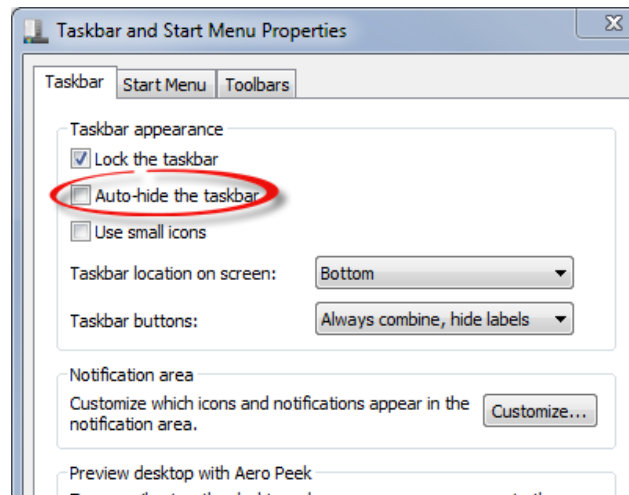 Taskbar and Start Menu Properties
Taskbar
Start Menu
Toolbars
Taskbar appearance
Lock the taskbar
Auto-hide the taskbar
Use small icons
Taskbar location on screen:
Bottom
Taskbar buttons:
Always combine, hide labels
Notification area
Customize which icons and notifications appear in the
notification area.
Customize...
Preview desktop with Aero Peek